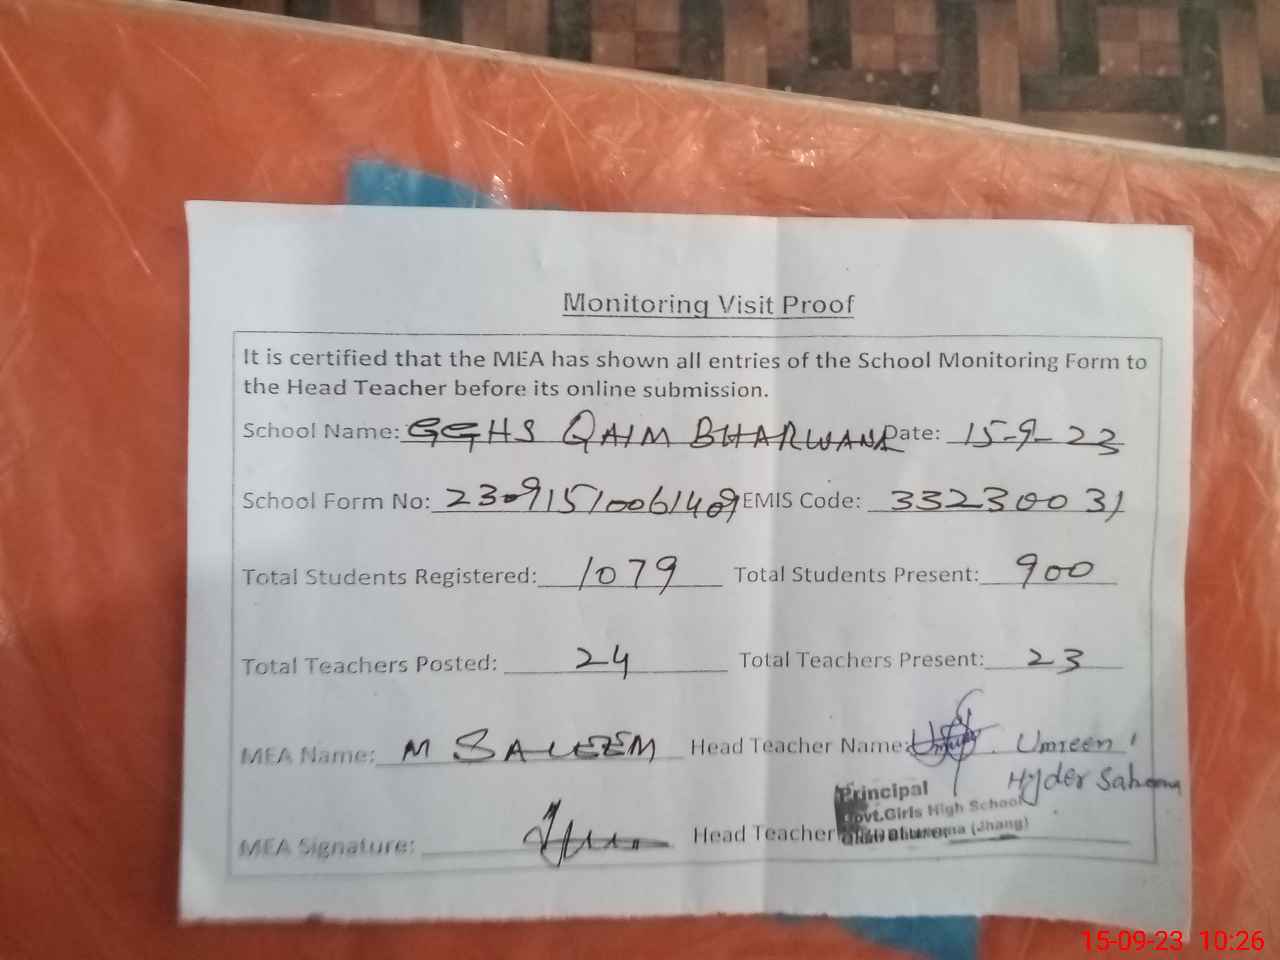 Monitoring Visit Proof
It is certified that the MEA has shown all entries of the School Monitoring Form to
the Head Teacher before its online submission.
School Name: GGHS QAIM BHARWANA Date: 15-9-23
School Form No: 23091510061409 EMIS Code: 33230031
Total Students Registered: 1079 Total Students Present: 900
Total Teachers Posted: 24 Total Teachers Present: 23
MEA Name: M SALEEM Head Teacher Name: Umreen
Hyder
Principal
Govt.Girls High School
(Jhang)
MEA Signature: Head Teacher
15-09-23 10:26